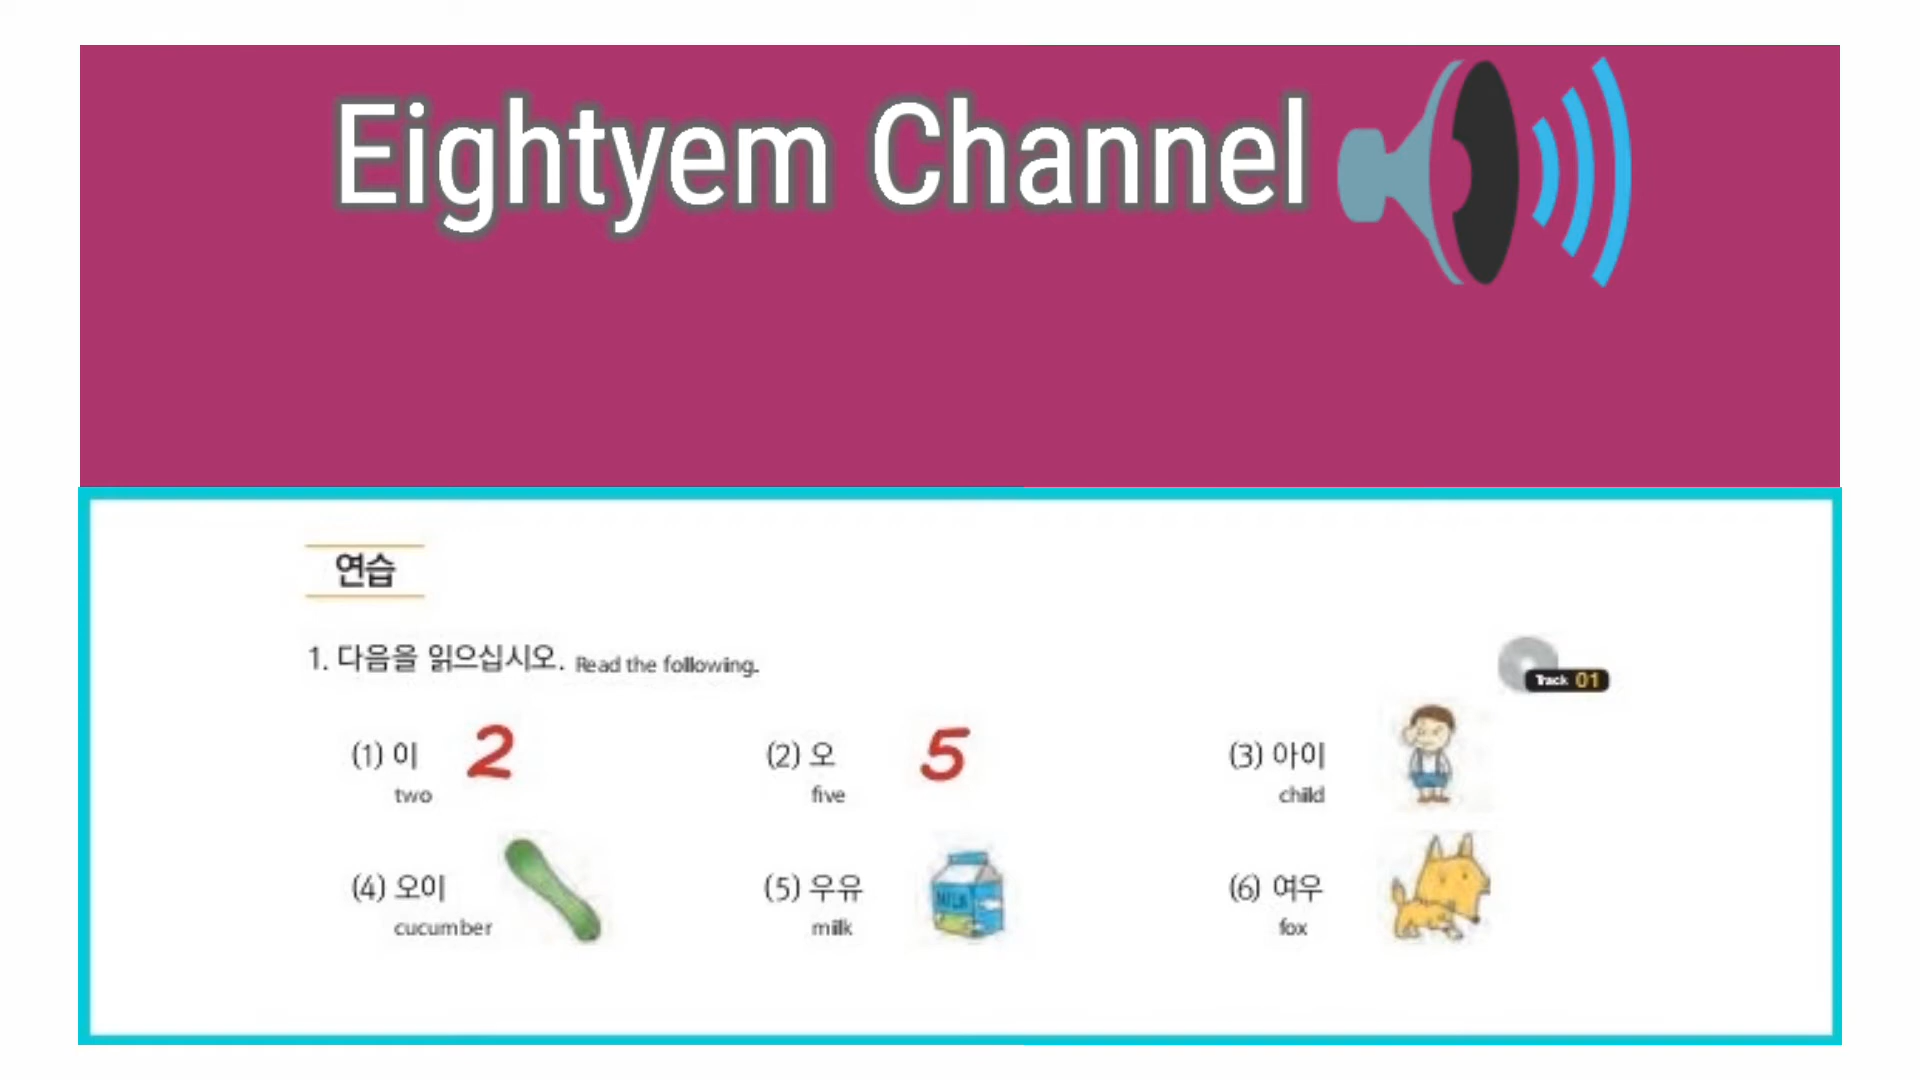 Eightyem Channel
연습
1. 다음을 읽으십시오. Read the following.
Track 01
(1) 이 2
two
(2) 오 5
five
(3) 아이
child
(4) 오이
cucumber
(5) 우유
milk
MILK
(6) 여우
fox